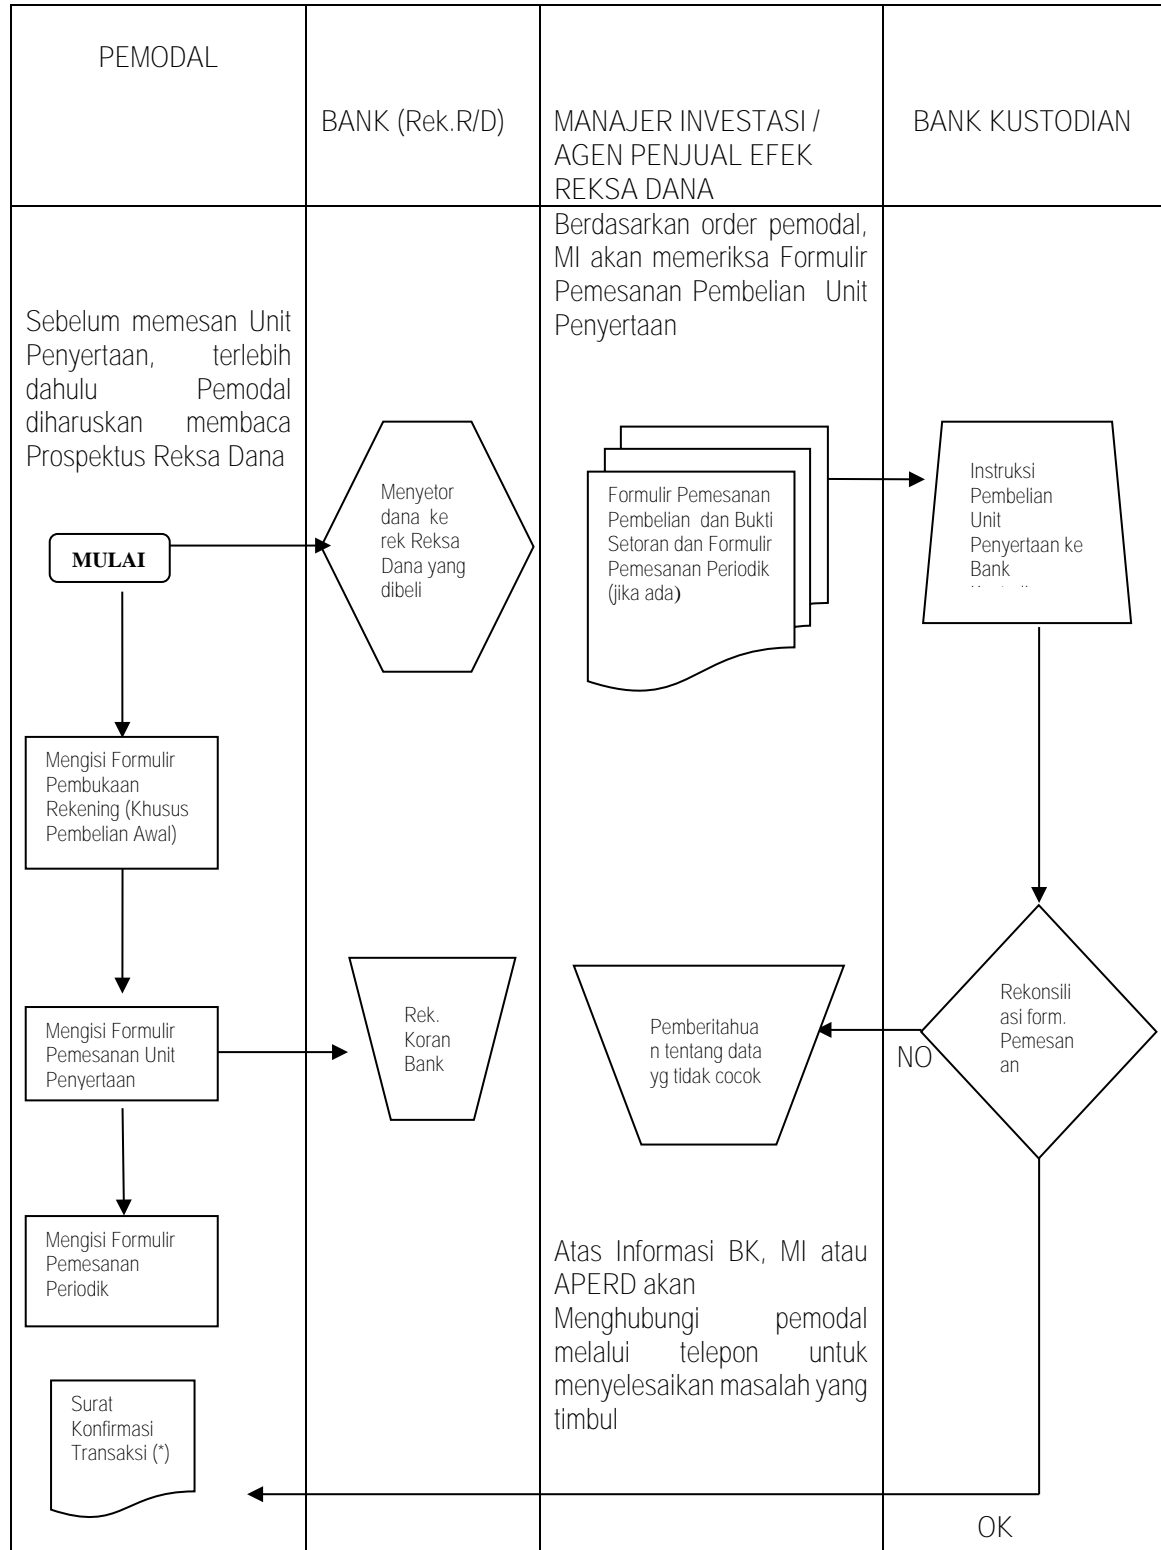 PEMODAL
BANK (Rek.R/D)
MANAJER INVESTASI /
AGEN PENJUAL EFEK
REKSA DANA
BANK KUSTODIAN
Sebelum memesan Unit
Penyertaan, terlebih
dahulu Pemodal
diharuskan membaca
Prospektus Reksa Dana
MULAI
Mengisi Formulir
Pembukaan
Rekening (Khusus
Pembelian Awal)
Mengisi Formulir
Pemesanan Unit
Penyertaan
Mengisi Formulir
Pemesanan
Periodik
Surat
Konfirmasi
Transaksi (*)
Menyetor
dana ke
rek Reksa
Dana yang
dibeli
Rek.
Koran
Bank
Berdasarkan order pemodal,
MI akan memeriksa Formulir
Pemesanan Pembelian Unit
Penyertaan
Formulir Pemesanan
Pembelian dan Bukti
Setoran dan Formulir
Pemesanan Periodik
(jika ada)
Pemberitahua
n tentang data
yg tidak cocok
Atas Informasi BK, MI atau
APERD akan
Menghubungi pemodal
melalui telepon untuk
menyelesaikan masalah yang
timbul
Instruksi
Pembelian
Unit
Penyertaan ke
Bank
Rekonsili
asi form.
Pemesan
an
NO
OK